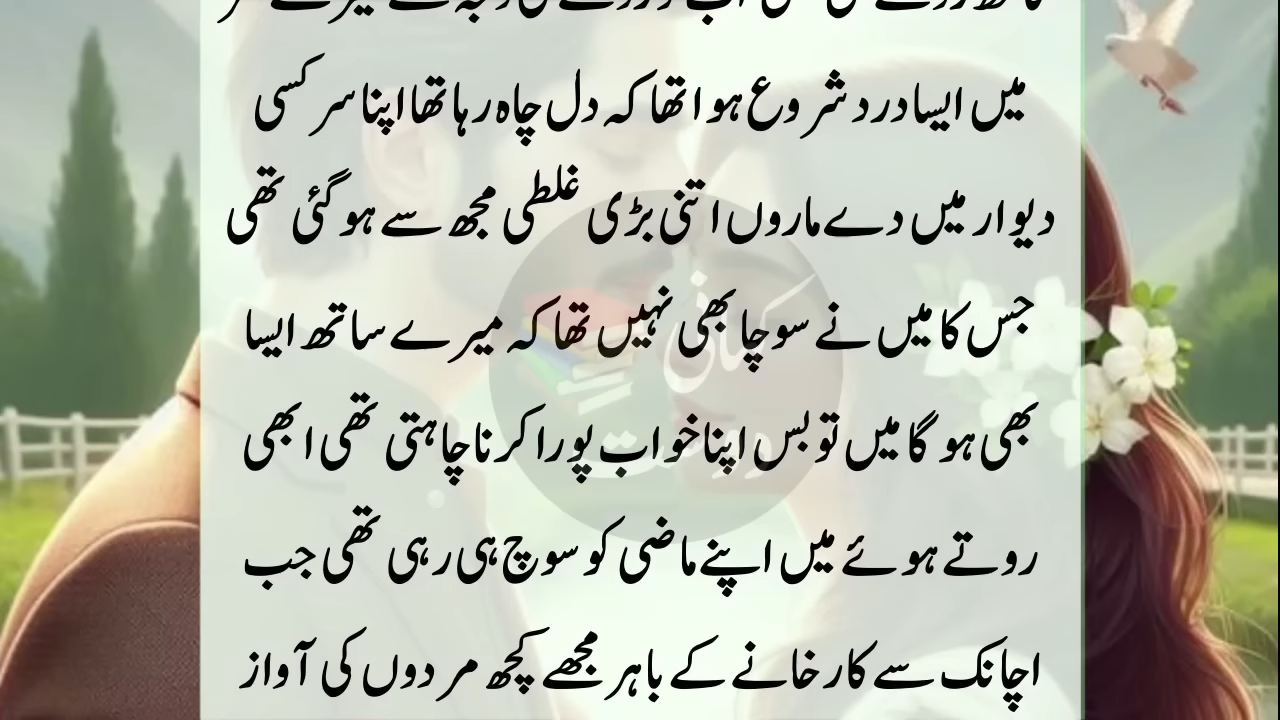 میں ایسا درد شروع ہوا تھا کہ دل چاہ رہا تھا اپنا سر کسی
دیوار میں دے ماروں اتنی بڑی غلطی مجھ سے ہو گئی تھی
جس کا میں نے سوچا بھی نہیں تھا کہ میرے ساتھ ایسا
بھی ہو گا میں تو بس اپنا خواب پورا کرنا چاہتی تھی ابھی
روتے ہوئے میں اپنے ماضی کو سوچ ہی رہی تھی جب
اچانک سے کارخانے کے باہر مجھے کچھ مردوں کی آواز
کہانی